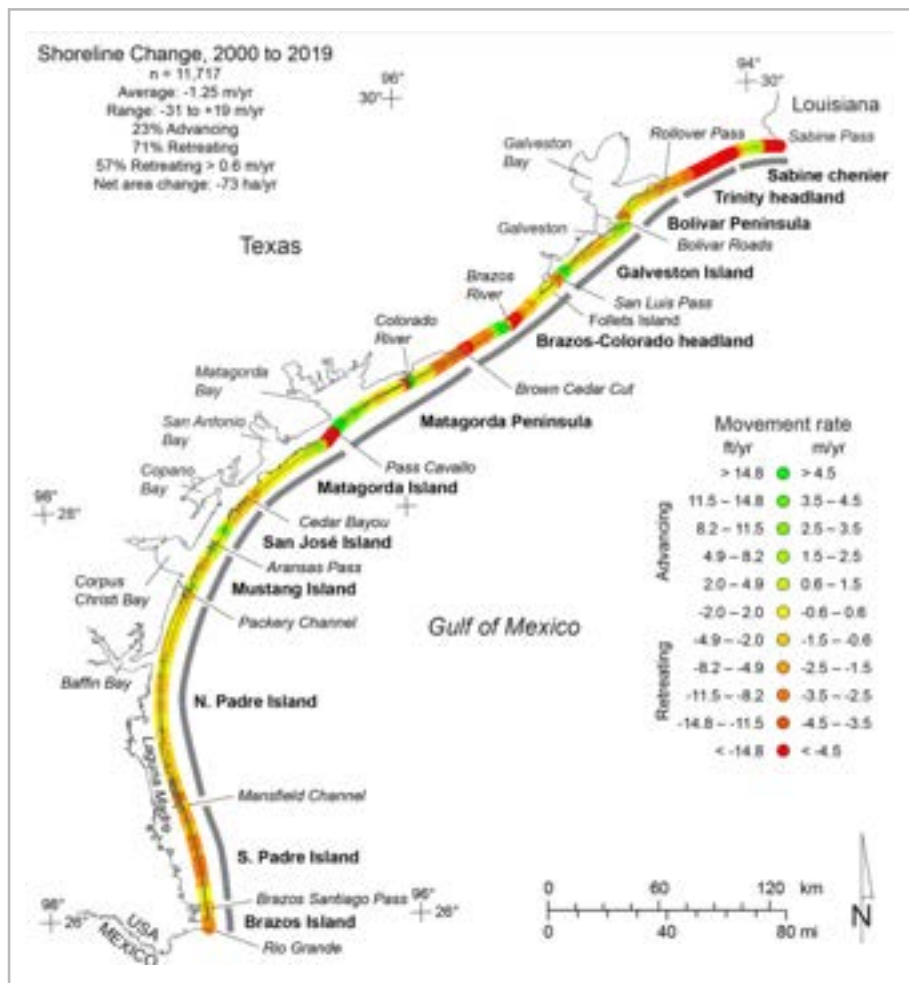 Shoreline Change, 2000 to 2019
n = 11,717
Average: -1.25 m/yr
Range: -31 to +19 m/yr
23% Advancing
71% Retreating
57% Retreating > 0.6 m/yr
Net area change: -73 ha/yr
96°
30°
94°
30°
Louisiana
Sabine Pass
Rollover Pass
Galveston
Bay
Sabine chenier
Trinity headland
Bolivar Peninsula
Bolivar Roads
Galveston
Texas
Galveston Island
Brazos
River
San Luis Pass
Follets Island
Brazos-Colorado headland
Colorado
River
Brown Cedar Cut
Matagorda
Bay
Matagorda Peninsula
San Antonio
Bay
Pass Cavallo
Copano
Bay
Matagorda Island
98°
28°
Cedar Bayou
San José Island
Aransas Pass
Corpus
Christi Bay
Mustang Island
Packery Channel
Gulf of Mexico
Baffin Bay
N. Padre Island
Laguna Madre
Mansfield Channel
S. Padre Island
Brazos Santiago Pass
98°
26°
96°
26°
USA
MEXICO
Brazos Island
Rio Grande
Movement rate
ft/yr m/yr
Advancing
> 14.8 > 4.5
11.5 – 14.8 3.5 – 4.5
8.2 – 11.5 2.5 – 3.5
4.9 – 8.2 1.5 – 2.5
2.0 – 4.9 0.6 – 1.5
-2.0 – 2.0 -0.6 – 0.6
Retreating
-4.9 – -2.0 -1.5 – -0.6
-8.2 – -4.9 -2.5 – -1.5
-11.5 – -8.2 -3.5 – -2.5
-14.8 – -11.5 -4.5 – -3.5
< -14.8 < -4.5
0 60 120 km
0 40 80 mi
N